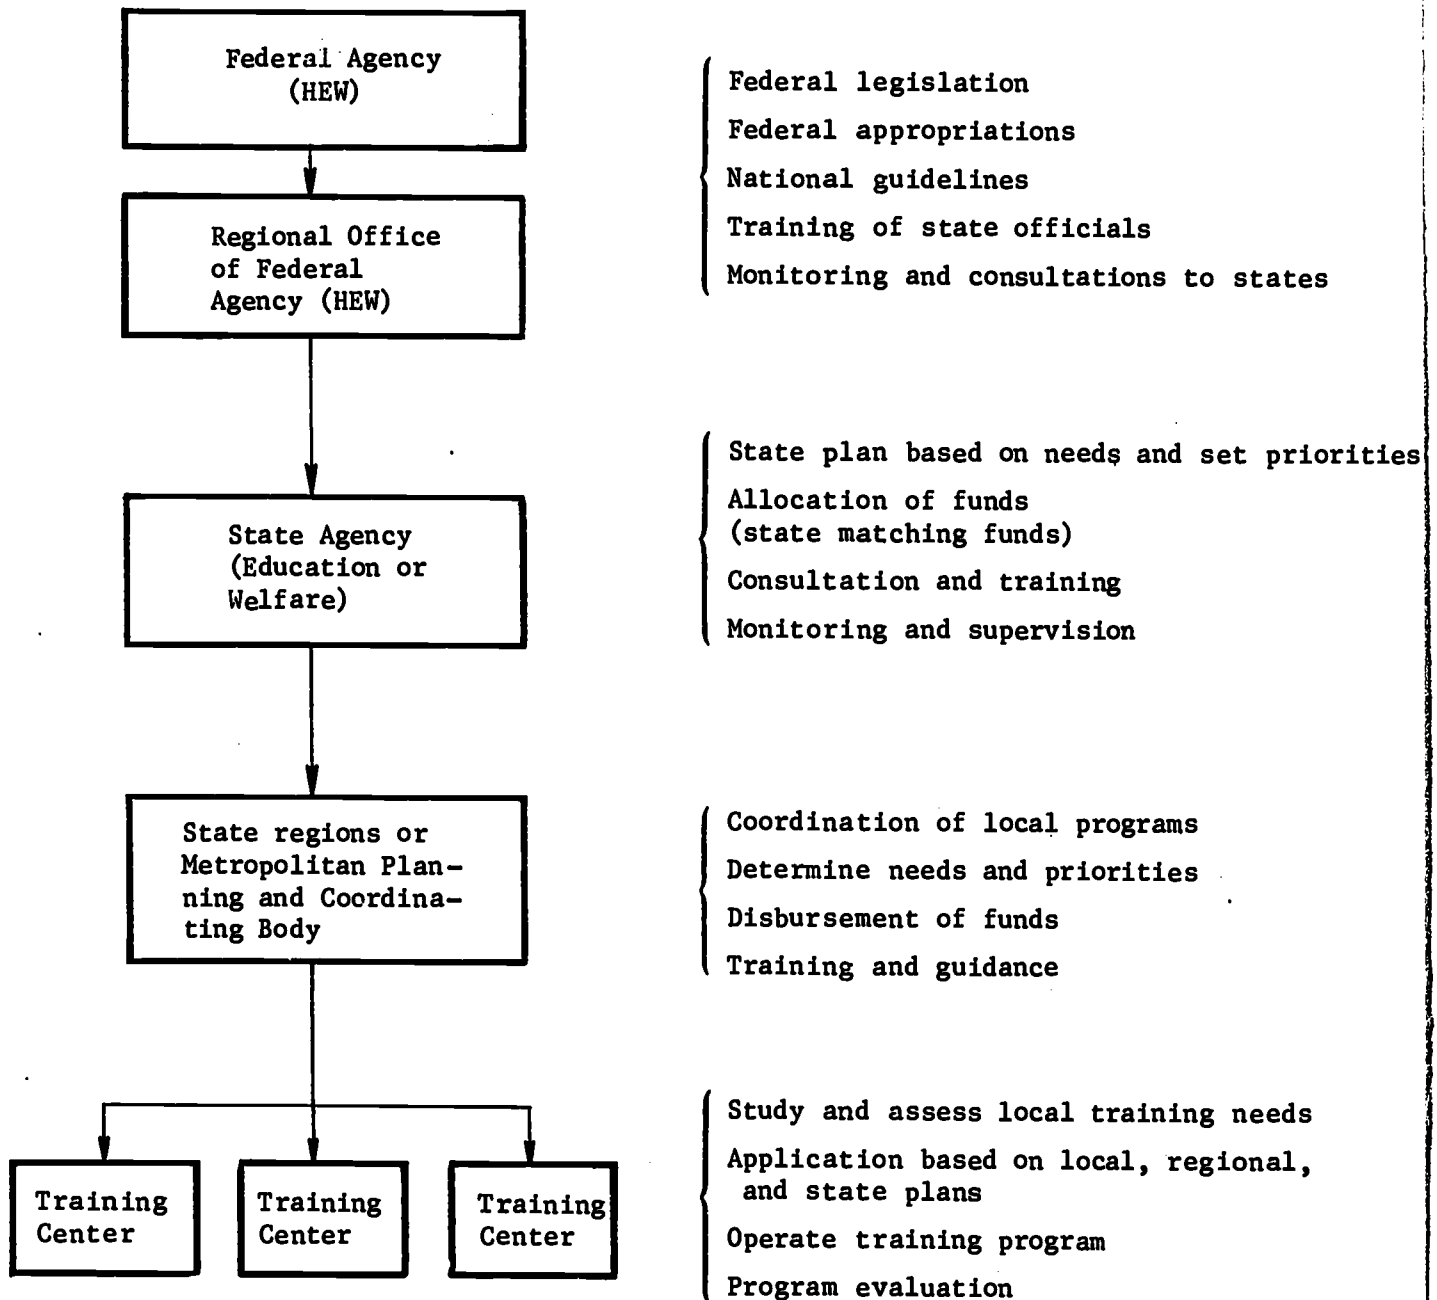 Federal Agency
(HEW)
Federal legislation
Federal appropriations
National guidelines
Training of state officials
Monitoring and consultations to states
Regional Office
of Federal
Agency (HEW)
State Agency
(Education or
Welfare)
State plan based on needs and set priorities
Allocation of funds
(state matching funds)
Consultation and training
Monitoring and supervision
State regions or
Metropolitan Plan-
ning and Coordina-
ting Body
Coordination of local programs
Determine needs and priorities
Disbursement of funds
Training and guidance
Training
Center
Training
Center
Training
Center
Study and assess local training needs
Application based on local, regional,
and state plans
Operate training program
Program evaluation